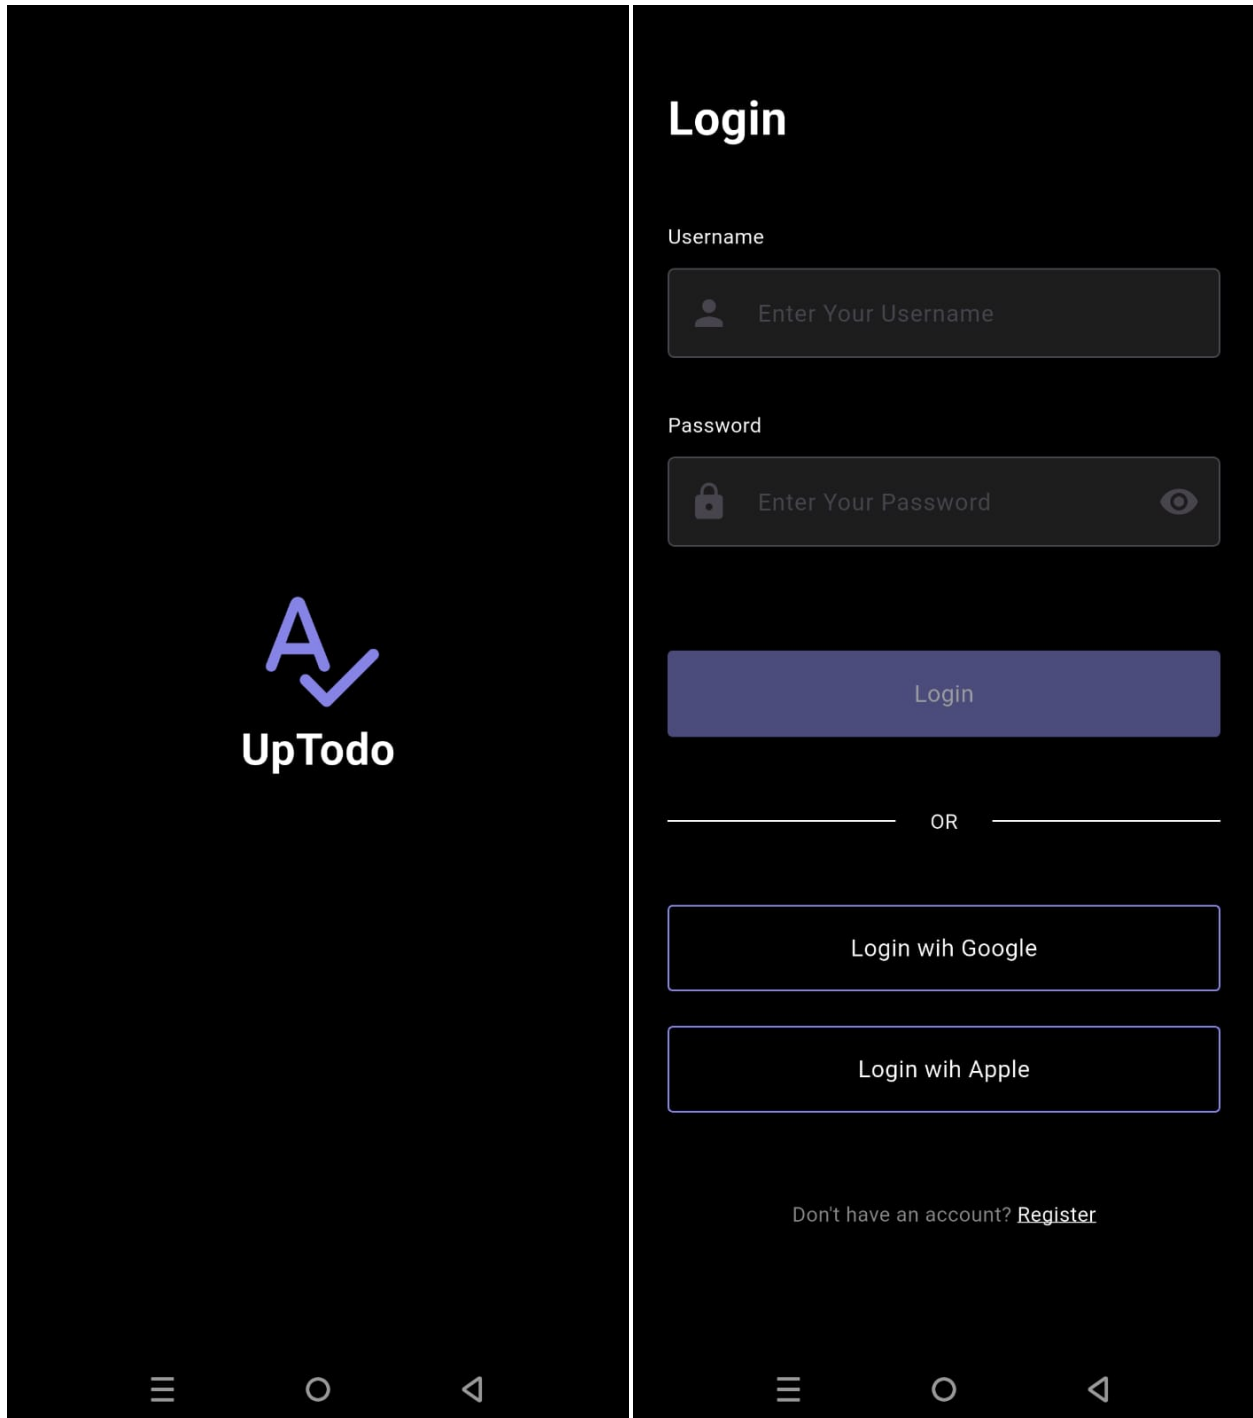 UpTodo
Login
Username
Enter Your Username
Password
Enter Your Password
Login
OR
Login wih Google
Login wih Apple
Don't have an account? Register